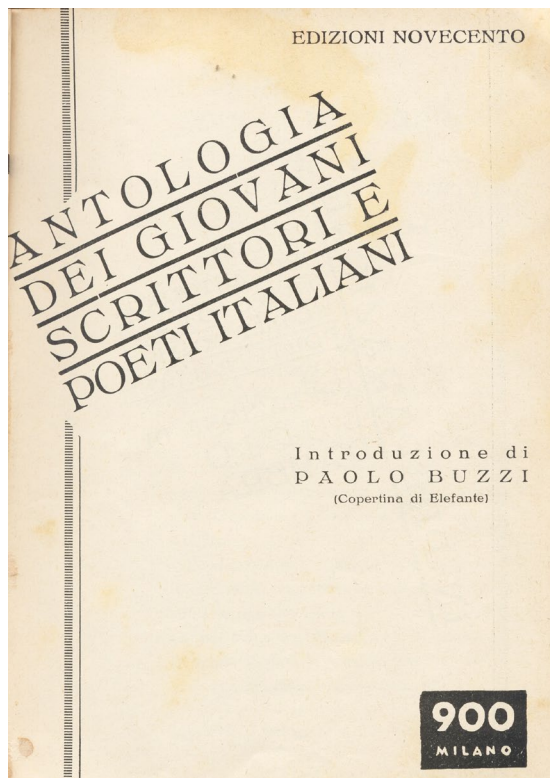 EDIZIONI NOVECENTO
ANTOLOGIA
DEI GIOVANI
SCRITTORI E
POETI ITALIANI
Introduzione di
PAOLO BUZZI
(Copertina di Elefante)
900
MILANO